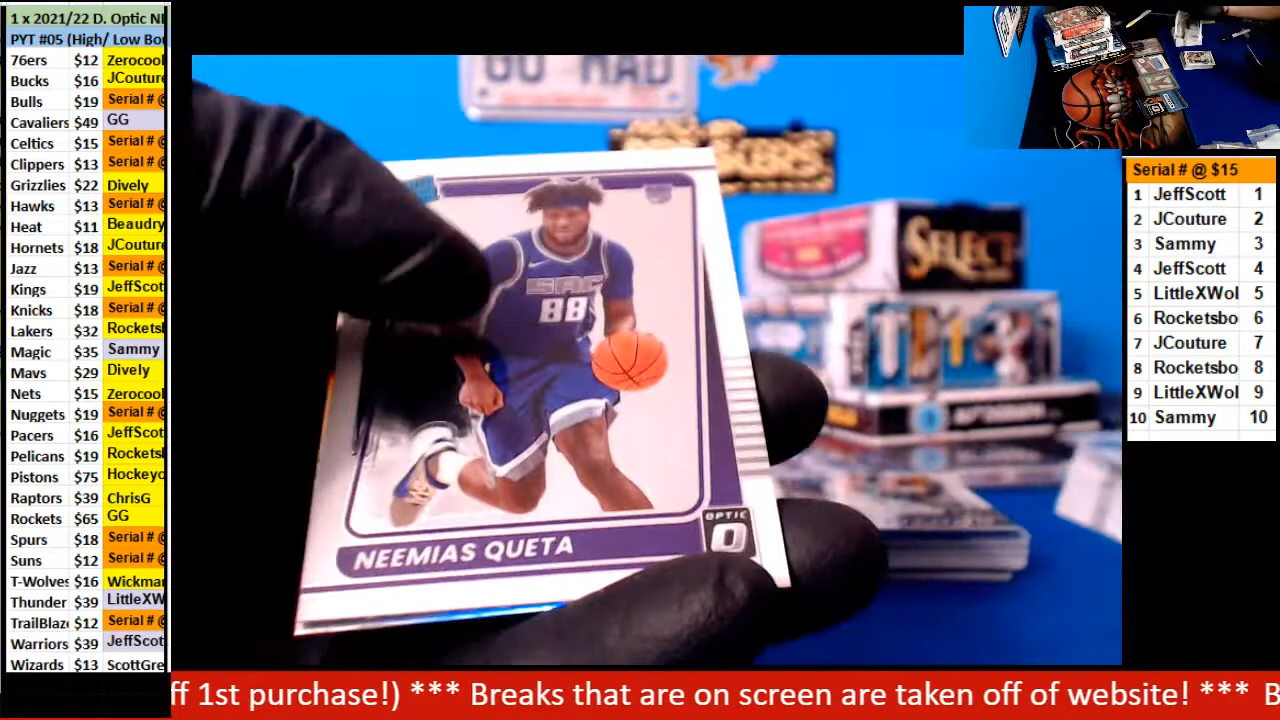 1 x 2021/22 D. Optic
PYT #05 (High/ Low
76ers $12 Zerocool
Bucks $16 JCouture
Bulls $19 Serial # @
Cavaliers $49 GG
Celtics $15 Serial # @
Clippers $13 Serial # @
Grizzlies $22 Dively
Hawks $13 Serial # @
Heat $11 Beaudry
Hornets $18 JCouture
Jazz $13 Serial # @
Kings $19 JeffScot
Knicks $18 Serial # @
Lakers $32 Rockets
Magic $35 Sammy
Mavs $29 Dively
Nets $15 Zerocool
Nuggets $19 Serial # @
Pacers $16 JeffScot
Pelicans $19 Rockets
Pistons $75 Hockey
Raptors $39 ChrisG
Rockets $65 GG
Spurs $18 Serial # @
Suns $12 Serial # @
T-Wolves $16 Wickma
Thunder $39 LittleXW
TrailBlaz $12 Serial # @
Warriors $39 JeffScot
Wizards $13 ScottGre
GO MAD
SELECT
SAC
88
OPTIC
NEEMIAS QUETA
Serial # @ $15
1 JeffScott 1
2 JCouture 2
3 Sammy 3
4 JeffScott 4
5 LittleXWol 5
6 Rocketsbo 6
7 JCouture 7
8 Rocketsbo 8
9 LittleXWol 9
10 Sammy 10
ff 1st purchase!) *** Breaks that are on screen are taken off of website! *** B